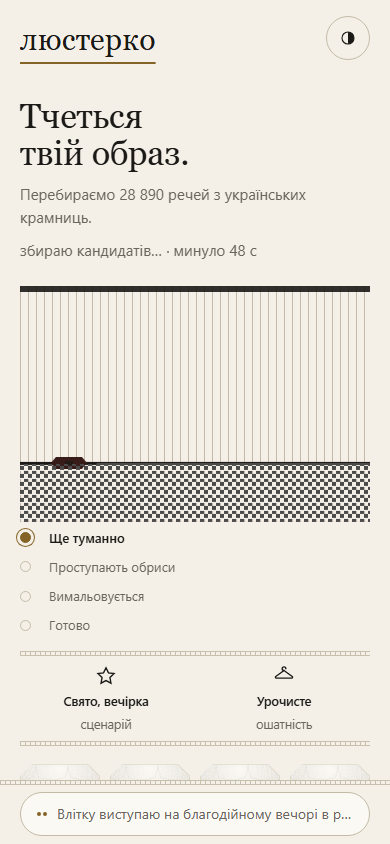 люстерко
Тчеться
твій образ.
Перебираємо 28 890 речей з українських
крамниць.
збираю кандидатів... · минуло 48 с
Ще туманно
Проступають обриси
Вимальовується
Готово
Свято, вечірка
сценарій
Урочисте
ошатність
Влітку виступаю на благодійному вечорі в р...